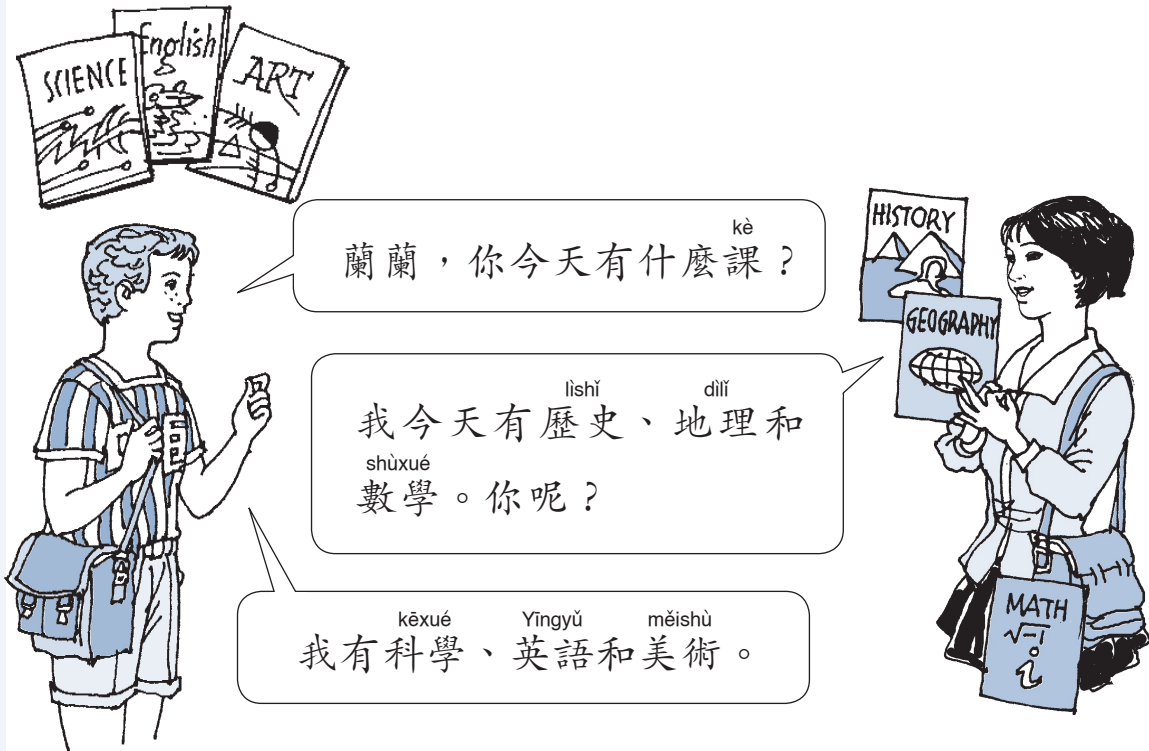 SCIENCE
English
ART
kè
蘭蘭，你今天有什麼課？
HISTORY
GEOGRAPHY
lìshǐ dìlǐ
我今天有歷史、地理和
shùxué
數學。你呢？
kēxué Yīngyǔ měishù
我有科學、英語和美術。
MATH
√-1
i